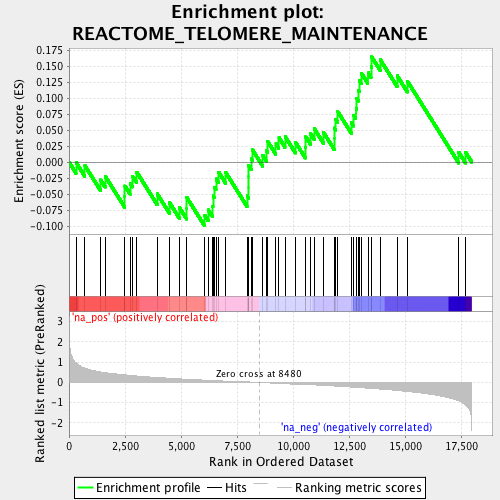 Enrichment plot:
REACTOME_TELOMERE_MAINTENANCE
Enrichment score (ES)
0.175
0.150
0.125
0.100
0.075
0.050
0.025
0.000
-0.025
-0.050
-0.075
-0.100
'na_pos' (positively correlated)
Ranked list metric (PreRanked)
3
2
1
0
-1
-2
Zero cross at 8480
'na_neg' (negatively correlated)
0
2,500
5,000
7,500
10,000
12,500
15,000
17,500
Rank in Ordered Dataset
Enrichment profile
Hits
Ranking metric scores